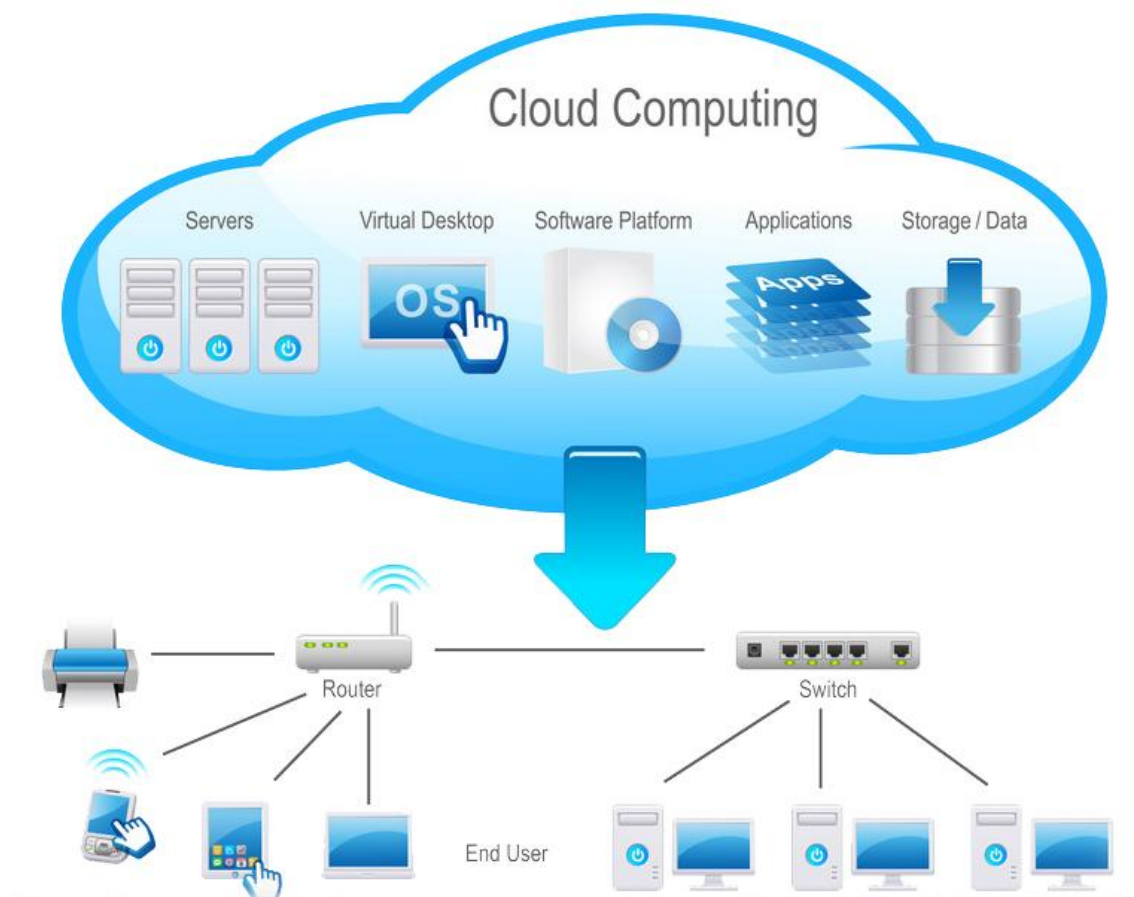 Cloud Computing
Servers
Virtual Desktop
Software Platform
Applications
Storage / Data
OS
Apps
Router
Switch
End User